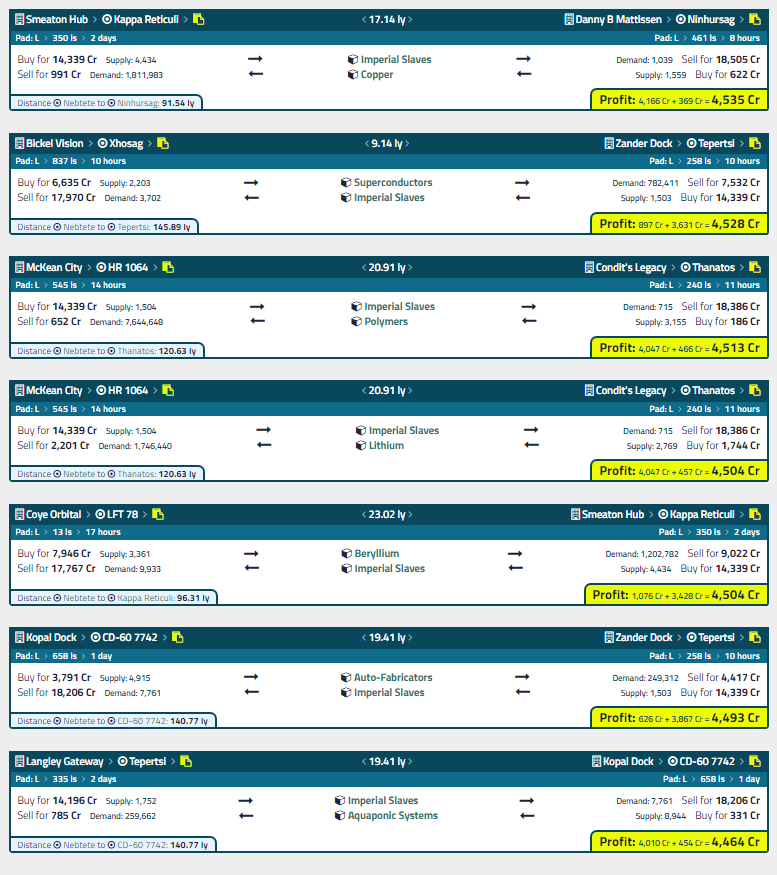 Smeaton Hub > Kappa Reticuli > < 17.14 ly > Danny B Mattissen > Ninhursag >
Pad: L > 350 ls > 2 days Pad: L > 461 ls > 8 hours
Buy for 14,339 Cr Supply: 4,434 Imperial Slaves Demand: 1,039 Sell for 18,505 Cr
Sell for 991 Cr Demand: 1,811,983 Copper Supply: 1,559 Buy for 622 Cr
Distance Nebtete to Ninhursag: 91.54 ly Profit: 4,166 Cr + 369 Cr = 4,535 Cr
Bickel Vision > Xhosag > < 9.14 ly > Zander Dock > Tepertsi >
Pad: L > 837 ls > 10 hours Pad: L > 258 ls > 10 hours
Buy for 6,635 Cr Supply: 2,203 Superconductors Demand: 782,411 Sell for 7,532 Cr
Sell for 17,970 Cr Demand: 3,702 Imperial Slaves Supply: 1,503 Buy for 14,339 Cr
Distance Nebtete to Tepertsi: 145.89 ly Profit: 897 Cr + 3,631 Cr = 4,528 Cr
McKean City > HR 1064 > < 20.91 ly > Condit's Legacy > Thanatos >
Pad: L > 545 ls > 14 hours Pad: L > 240 ls > 11 hours
Buy for 14,339 Cr Supply: 1,504 Imperial Slaves Demand: 715 Sell for 18,386 Cr
Sell for 652 Cr Demand: 7,644,648 Polymers Supply: 3,155 Buy for 186 Cr
Distance Nebtete to Thanatos: 120.63 ly Profit: 4,047 Cr + 466 Cr = 4,513 Cr
McKean City > HR 1064 > < 20.91 ly > Condit's Legacy > Thanatos >
Pad: L > 545 ls > 14 hours Pad: L > 240 ls > 11 hours
Buy for 14,339 Cr Supply: 1,504 Imperial Slaves Demand: 715 Sell for 18,386 Cr
Sell for 2,201 Cr Demand: 1,746,440 Lithium Supply: 2,769 Buy for 1,744 Cr
Distance Nebtete to Thanatos: 120.63 ly Profit: 4,047 Cr + 457 Cr = 4,504 Cr
Coye Orbital > LFT 78 > < 23.02 ly > Smeaton Hub > Kappa Reticuli >
Pad: L > 13 ls > 17 hours Pad: L > 350 ls > 2 days
Buy for 7,946 Cr Supply: 3,361 Beryllium Demand: 1,202,782 Sell for 9,022 Cr
Sell for 17,767 Cr Demand: 9,933 Imperial Slaves Supply: 4,434 Buy for 14,339 Cr
Distance Nebtete to Kappa Reticuli: 96.31 ly Profit: 1,076 Cr + 3,428 Cr = 4,504 Cr
Kopal Dock > CD-60 7742 > < 19.41 ly > Zander Dock > Tepertsi >
Pad: L > 658 ls > 1 day Pad: L > 258 ls > 10 hours
Buy for 3,791 Cr Supply: 4,915 Auto-Fabricators Demand: 249,312 Sell for 4,417 Cr
Sell for 18,206 Cr Demand: 7,761 Imperial Slaves Supply: 1,503 Buy for 14,339 Cr
Distance Nebtete to CD-60 7742: 140.77 ly Profit: 626 Cr + 3,867 Cr = 4,493 Cr
Langley Gateway > Tepertsi > < 19.41 ly > Kopal Dock > CD-60 7742 >
Pad: L > 335 ls > 2 days Pad: L > 658 ls > 1 day
Buy for 14,196 Cr Supply: 1,752 Imperial Slaves Demand: 7,761 Sell for 18,206 Cr
Sell for 785 Cr Demand: 259,662 Aquaponic Systems Supply: 8,944 Buy for 331 Cr
Distance Nebtete to CD-60 7742: 140.77 ly Profit: 4,010 Cr + 454 Cr = 4,464 Cr